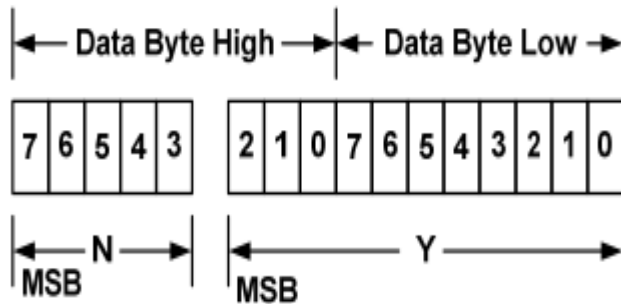 Data Byte High Data Byte Low
7 6 5 4 3 2 1 0 7 6 5 4 3 2 1 0
N Y
MSB MSB